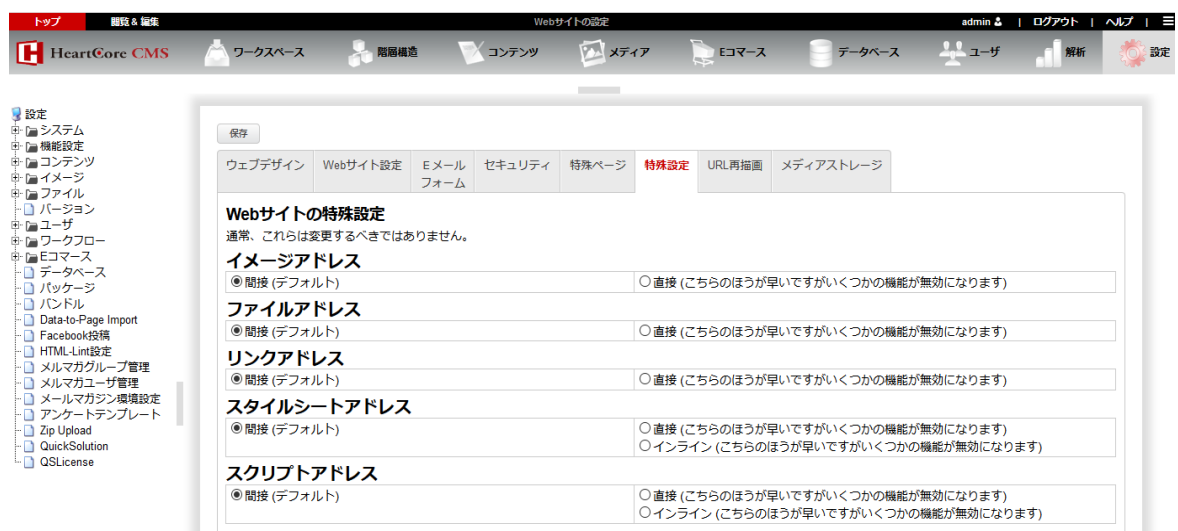 トップ 閲覧 & 編集 Webサイトの設定 admin | ログアウト | ヘルプ |
HeartCore CMS ワークスペース 階層構造 コンテンツ メディア Eコマース データベース ユーザ 解析 設定
設定
システム
機能設定
コンテンツ
イメージ
ファイル
バージョン
ユーザ
ワークフロー
Eコマース
データベース
パッケージ
バンドル
Data-to-Page Import
Facebook投稿
HTML-Lint設定
メルマガグループ管理
メルマガユーザ管理
メールマガジン環境設定
アンケートテンプレート
Zip Upload
QuickSolution
QSLicense
保存
ウェブデザイン Webサイト設定 Eメール セキュリティ 特殊ページ 特殊設定 URL再描画 メディアストレージ
フォーム
Webサイトの特殊設定
通常、これらは変更するべきではありません。
イメージアドレス
間接 (デフォルト) 直接 (こちらのほうが早いですがいくつかの機能が無効になります)
ファイルアドレス
間接 (デフォルト) 直接 (こちらのほうが早いですがいくつかの機能が無効になります)
リンクアドレス
間接 (デフォルト) 直接 (こちらのほうが早いですがいくつかの機能が無効になります)
スタイルシートアドレス
間接 (デフォルト) 直接 (こちらのほうが早いですがいくつかの機能が無効になります)
インライン (こちらのほうが早いですがいくつかの機能が無効になります)
スクリプトアドレス
間接 (デフォルト) 直接 (こちらのほうが早いですがいくつかの機能が無効になります)
インライン (こちらのほうが早いですがいくつかの機能が無効になります)